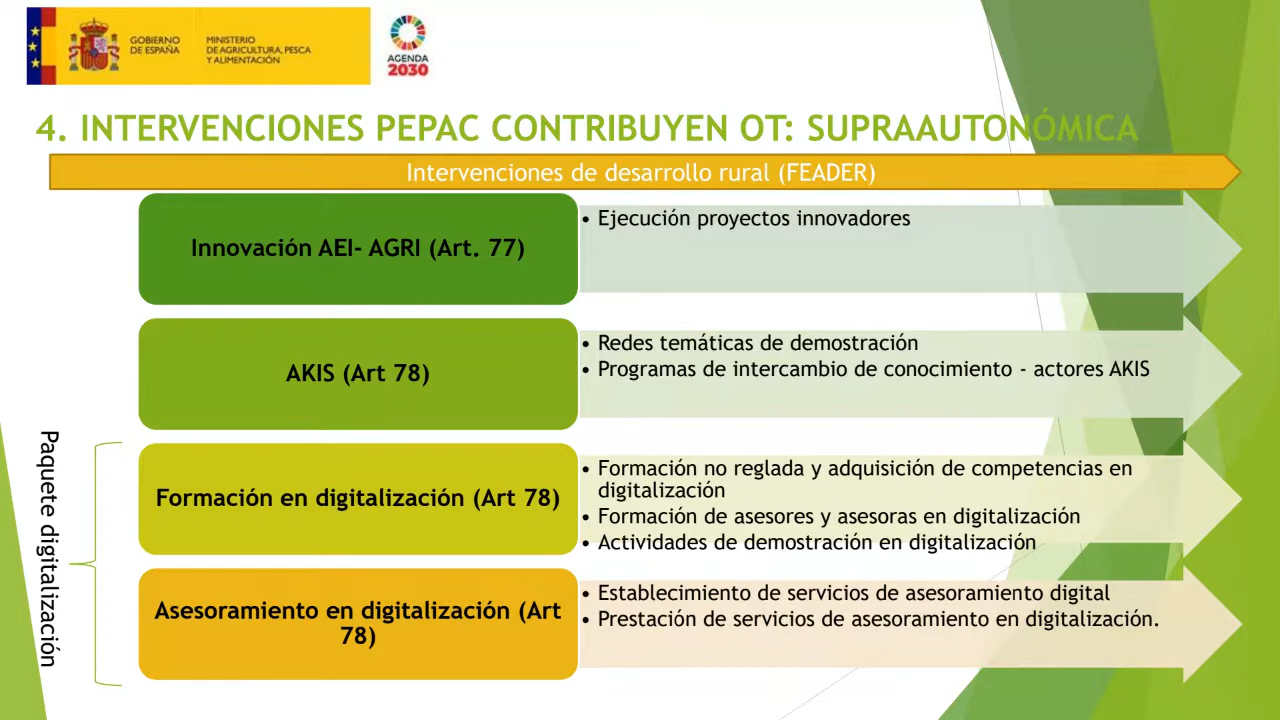 GOBIERNO
DE ESPAÑA
MINISTERIO
DE AGRICULTURA, PESCA
Y ALIMENTACIÓN
AGENDA
2030
4. INTERVENCIONES PEPAC CONTRIBUYEN OT: SUPRAAUTONÓMICA
Intervenciones de desarrollo rural (FEADER)
Innovación AEI- AGRI (Art. 77)
• Ejecución proyectos innovadores
AKIS (Art 78)
• Redes temáticas de demostración
• Programas de intercambio de conocimiento - actores AKIS
Paquete digitalización
Formación en digitalización (Art 78)
• Formación no reglada y adquisición de competencias en
digitalización
• Formación de asesores y asesoras en digitalización
• Actividades de demostración en digitalización
Asesoramiento en digitalización (Art
78)
• Establecimiento de servicios de asesoramiento digital
• Prestación de servicios de asesoramiento en digitalización.